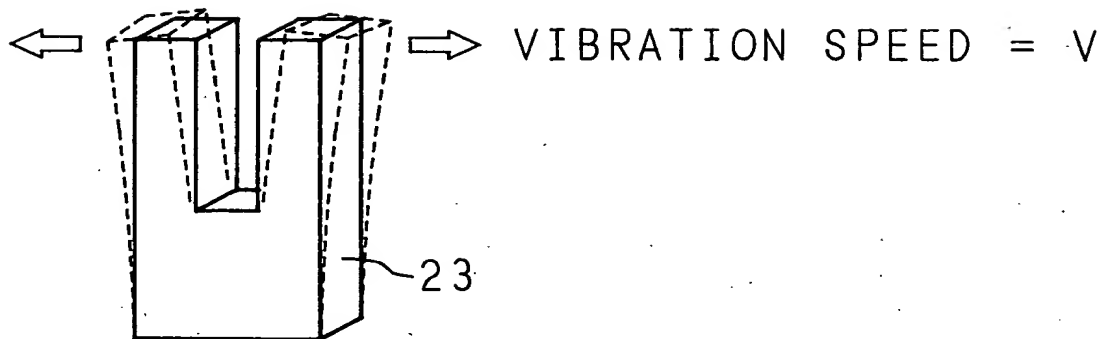 VIBRATION SPEED = V
23